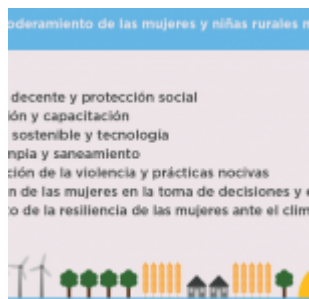 oderamiento de las mujeres y niñas rurales
decente y protección social
ión y capacitación
sostenible y tecnología
mpia y saneamiento
ción de la violencia y prácticas nocivas
n de las mujeres en la toma de decisiones y
o de la resiliencia de las mujeres ante el clim